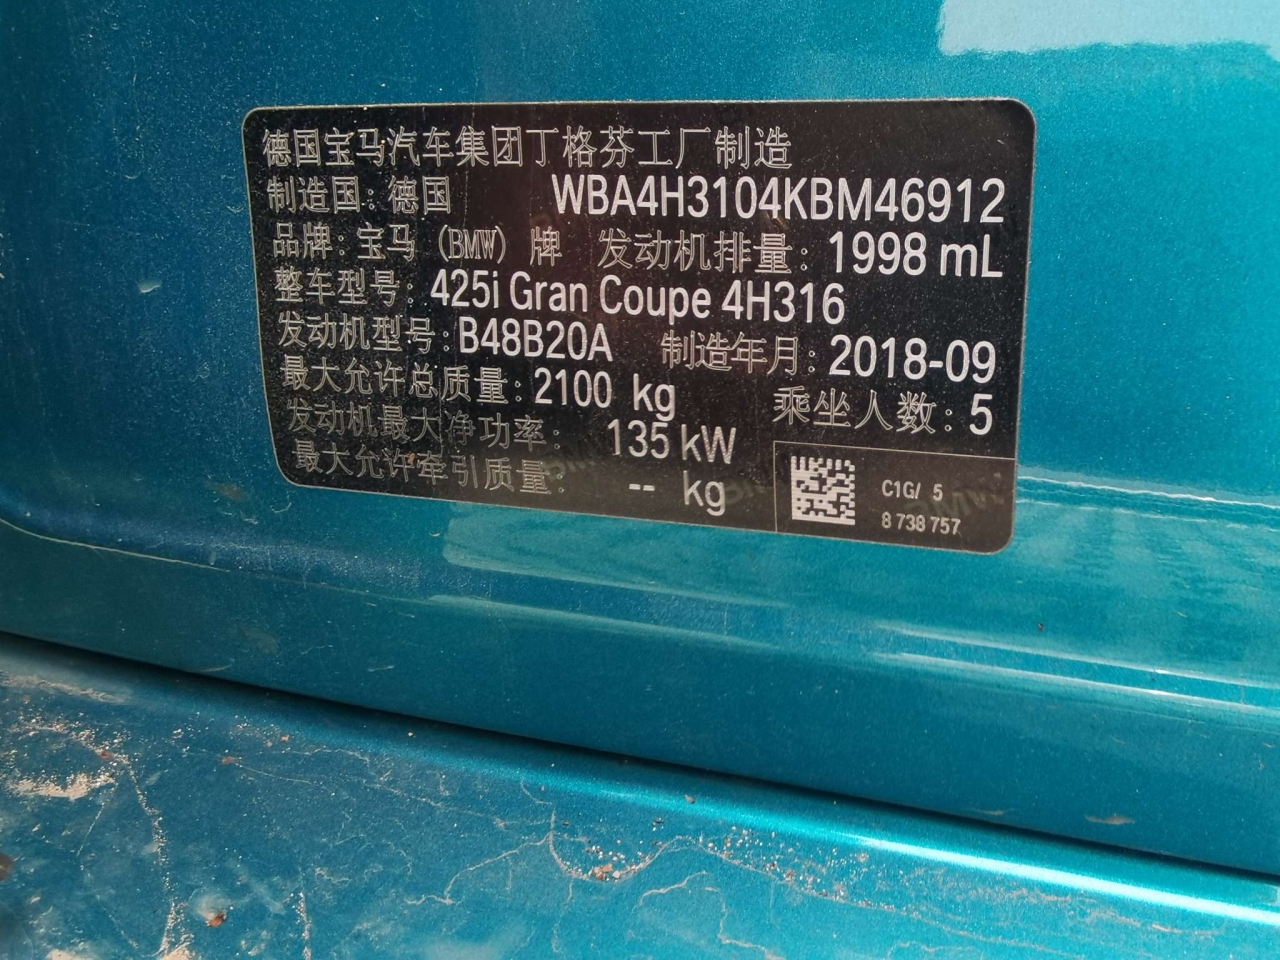 德国宝马汽车集团丁格芬工厂制造
制造国：德国 WBA4H3104KBM46912
品牌：宝马（BMW）牌 发动机排量：1998 mL
整车型号：425i Gran Coupe 4H316
发动机型号：B48B20A 制造年月：2018-09
最大允许总质量：2100 kg 乘坐人数：5
发动机最大净功率： 135 kW
最大允许牵引质量： -- kg
C1G/ 5
8 738 757